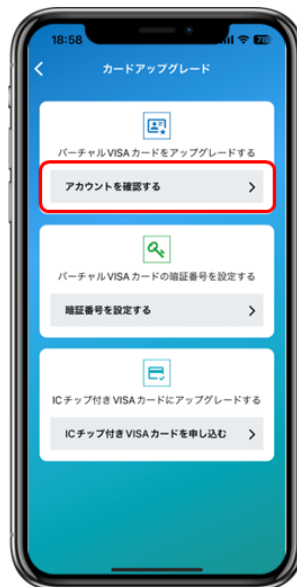 18:58
78
カードアップグレード
バーチャルVISAカードをアップグレードする
アカウントを確認する
バーチャルVISAカードの暗証番号を設定する
暗証番号を設定する
ICチップ付きVISAカードにアップグレードする
ICチップ付きVISAカードを申し込む